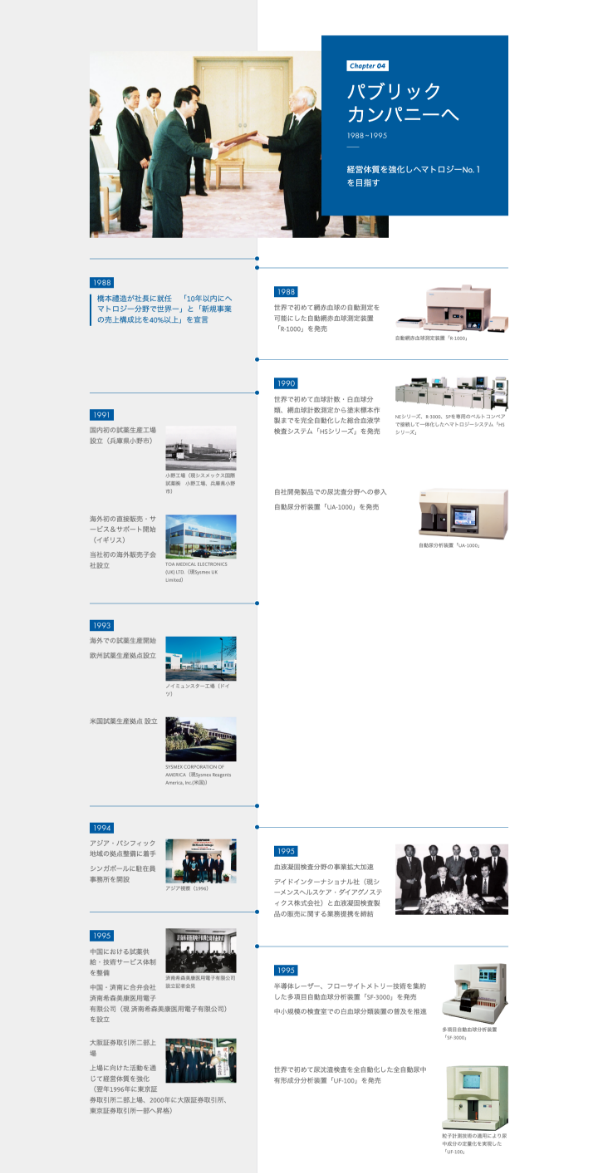 Chapter 04
パブリック
カンパニーへ
1988–1995
経営体質を強化しヘマトロジーNo.1
を目指す
1988
橋本禮造が社長に就任　「10年以内にヘ
マトロジー分野で世界一」と「新規事業
の売上構成比を40%以上」を宣言
1991
国内初の試薬生産工場
設立（兵庫県小野市）
小野工場（現シスメックス国際
試薬㈱　小野工場、兵庫県小野
市）
海外初の直接販売・サ
ービス&サポート開始
（イギリス）
当社初の海外販売子会
社設立
TOA MEDICAL ELECTRONICS
(UK) LTD.（現Sysmex UK
Limited）
1993
海外での試薬生産開始
欧州試薬生産拠点設立
ノイミュンスター工場（ドイ
ツ）
米国試薬生産拠点 設立
SYSMEX CORPORATION OF
AMERICA（現Sysmex Reagents
America, Inc.(米国)）
1994
アジア・パシフィック
地域の拠点整備に着手
シンガポールに駐在員
事務所を開設
アジア視察（1998）
1995
中国における試薬供
給・技術サービス体制
を整備
中国・済南に合弁会社
済南希森美康医用電子
有限公司（現 済南希森美康医用電子有限公司）
を設立
済南希森美康医用電子有限公司
設立記者会見
大阪証券取引所二部上
場
上場に向けた活動を通
じて経営体質を強化
（翌年1996年に東京証
券取引所二部上場、2000年に大阪証券取引所、
東京証券取引所一部へ昇格）
1988
世界で初めて網赤血球の自動測定を
可能にした自動網赤血球測定装置
「R-1000」を発売
自動網赤血球測定装置「R-1000」
1990
世界で初めて血球計数・白血球分
類、網血球計数測定から塗末標本作
製までを完全自動化した総合血液学
検査システム「HSシリーズ」を発売
NEシリーズ、R-3000、SPを専用のベルトコンベア
で接続して一体化したヘマトロジーシステム「HS
シリーズ」
自社開発製品での尿沈査分野への参入
自動尿分析装置「UA-1000」を発売
自動尿分析装置「UA-1000」
1995
血液凝固検査分野の事業拡大加速
デイドインターナショナル社（現シ
ーメンスヘルスケア・ダイアグノステ
ィクス株式会社）と血液凝固検査製
品の販売に関する業務提携を締結
1995
半導体レーザー、フローサイトメトリー技術を集約
した多項目自動血球分析装置「SF-3000」を発売
中小規模の検査室での白血球分類装置の普及を推進
多項目自動血球分析装置
「SF-3000」
世界で初めて尿沈渣検査を全自動化した全自動尿中
有形成分分析装置「UF-100」を発売
粒子計測技術の適用により尿
中成分の定量化を実現した
「UF-100」